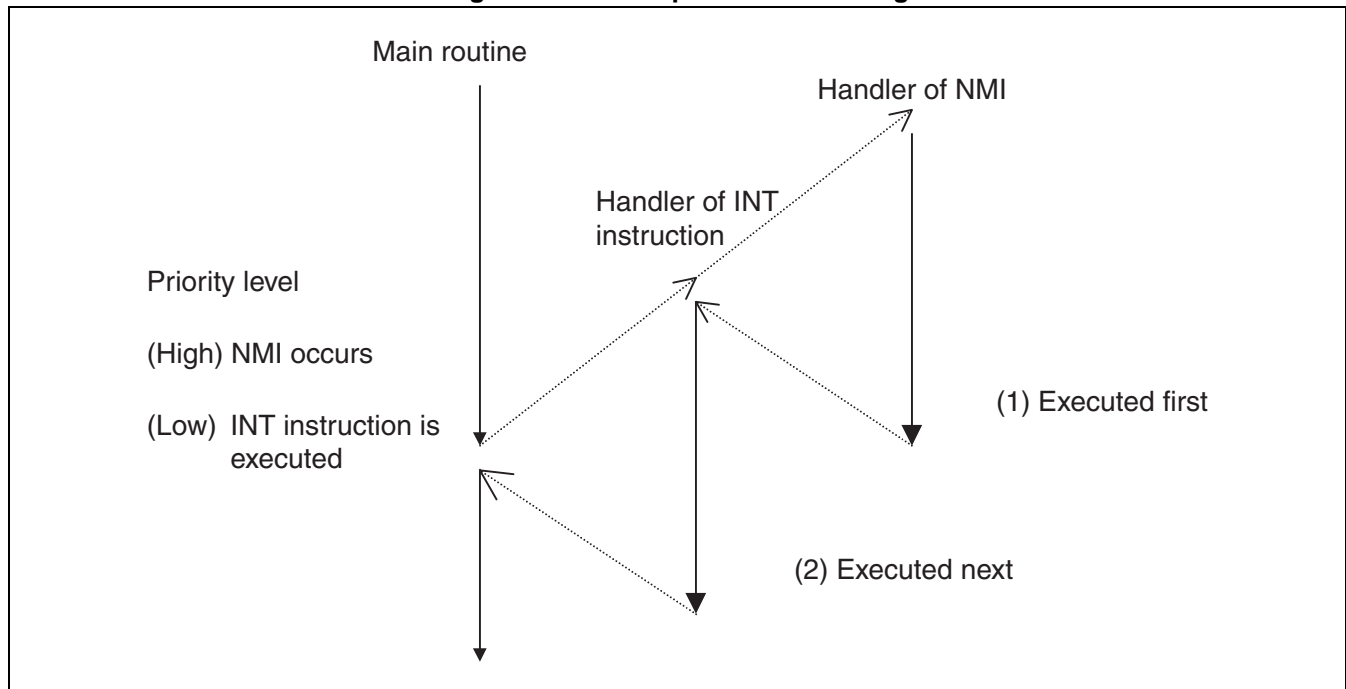 Main routine
Handler of NMI
Handler of INT
instruction
Priority level
(High) NMI occurs
(Low) INT instruction is
executed
(1) Executed first
(2) Executed next